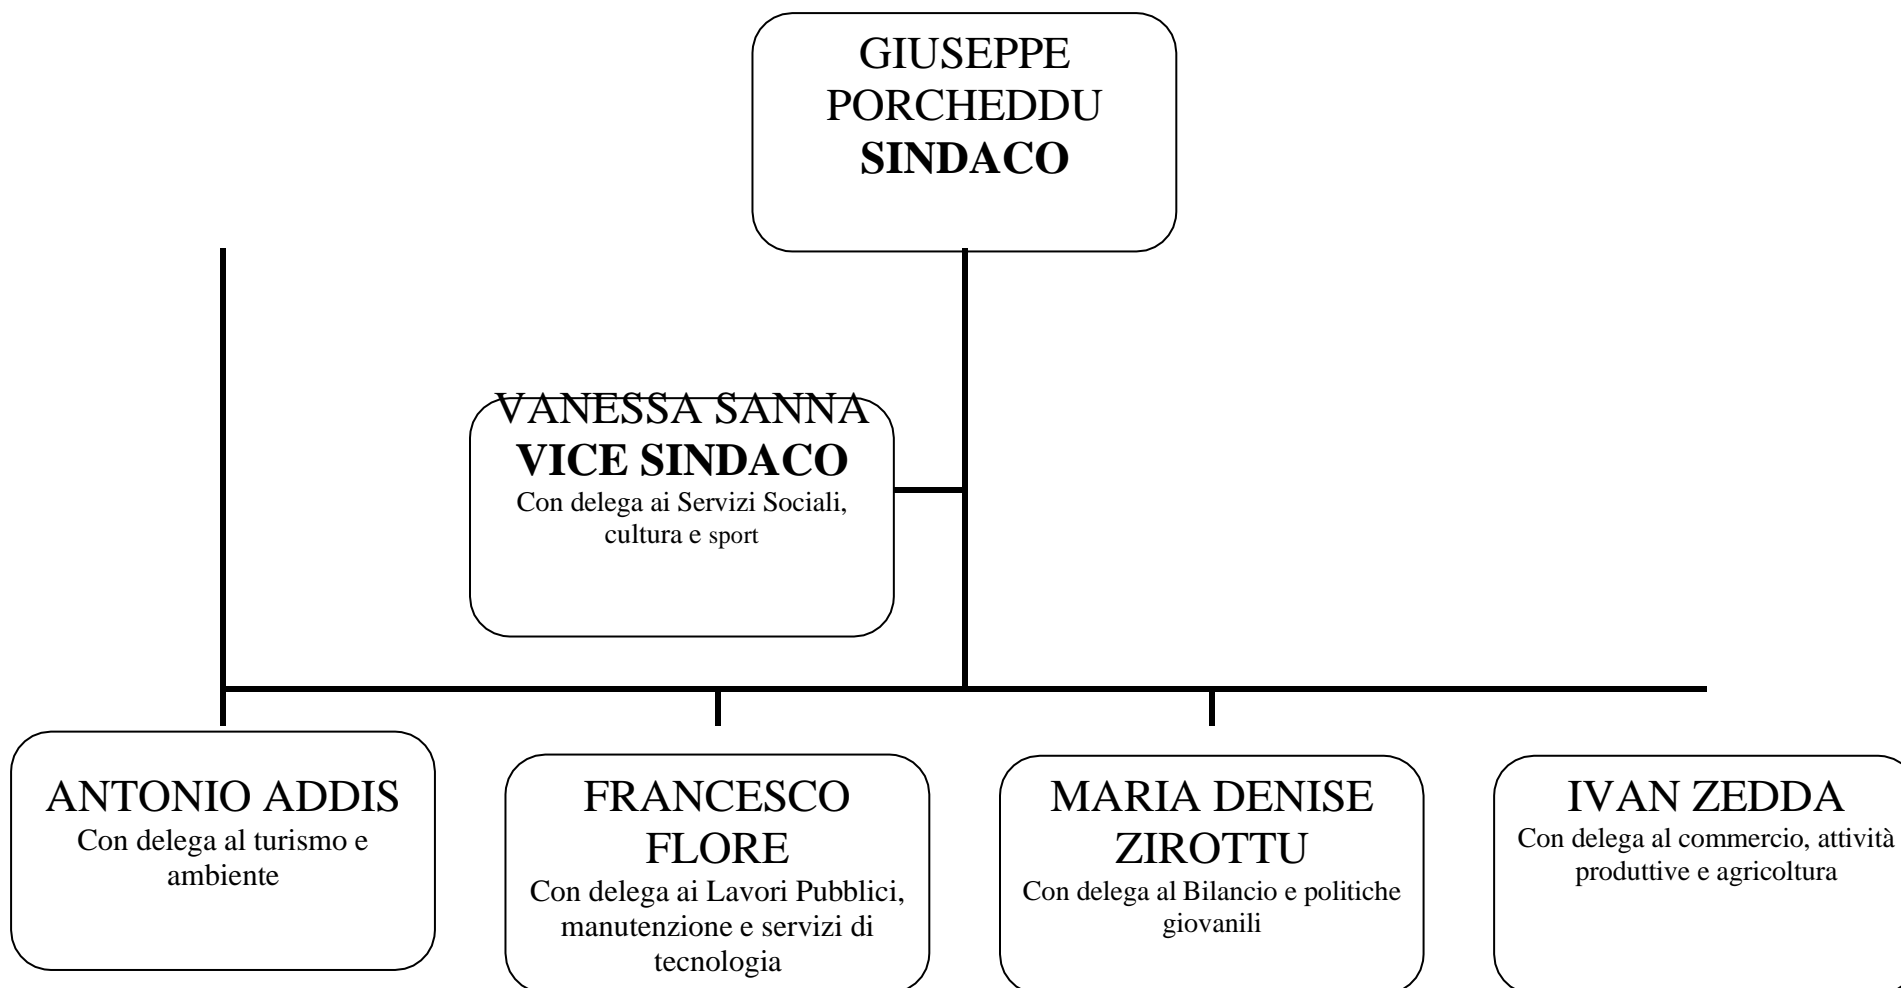 GIUSEPPE
PORCHEDDU
SINDACO
VANESSA SANNA
VICE SINDACO
Con delega ai Servizi Sociali,
cultura e sport
ANTONIO ADDIS
Con delega al turismo e
ambiente
FRANCESCO
FLORE
Con delega ai Lavori Pubblici,
manutenzione e servizi di
tecnologia
MARIA DENISE
ZIROTTU
Con delega al Bilancio e politiche
giovanili
IVAN ZEDDA
Con delega al commercio, attività
produttive e agricoltura